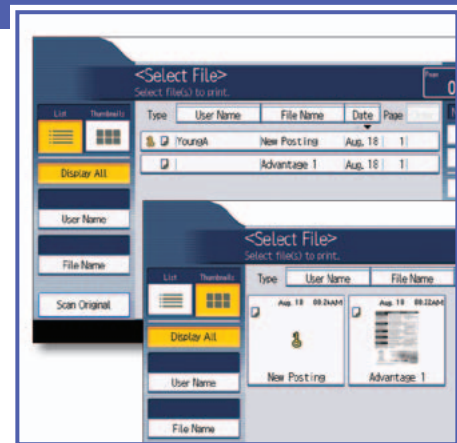 <Select File>
Select file(s) to print.
0
List Thumbnails
Type User Name File Name Date Page
YoungA New Posting Aug. 18 1
Advantage 1 Aug. 18 1
Display All
User Name
File Name
Scan Original
<Select File>
Select file(s) to print.
List Thumbnails
Type User Name File Name
Display All
User Name
File Name
Aug. 18
Aug. 18
New Posting
Advantage 1